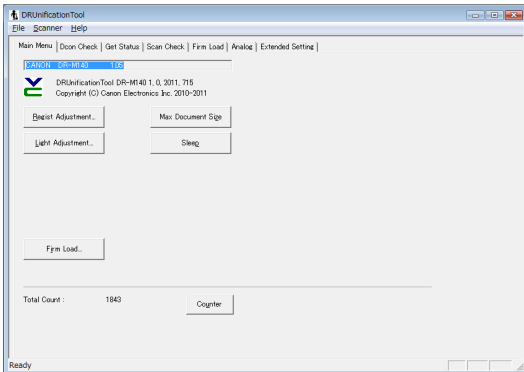 DRUnificationTool
File Scanner Help
Main Menu Dcon Check Get Status Scan Check Firm Load Analog Extended Setting
CANON DR-M140 1.05
DRUnificationTool DR-M140 1, 0, 2011, 715
Copyright (C) Canon Electronics Inc. 2010-2011
Regist Adjustment... Max Document Size
Light Adjustment... Sleep
Firm Load...
Total Count : 1843 Counter
Ready